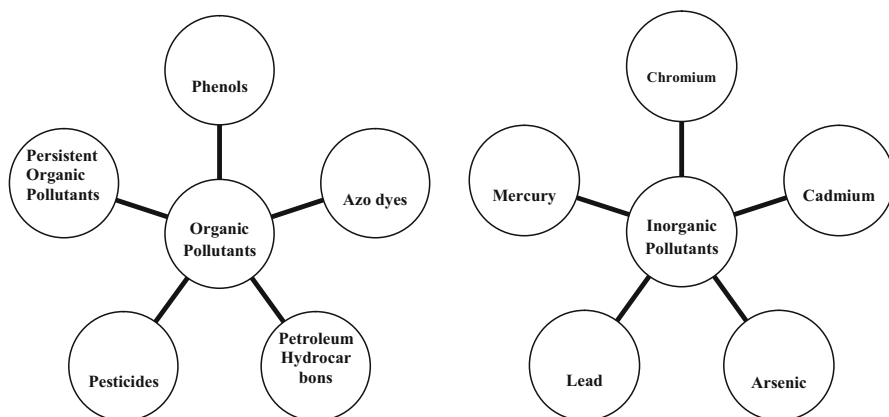 Phenols
Persistent
Organic
Pollutants
Azo dyes
Organic
Pollutants
Pesticides
Petroleum
Hydrocar
bons
Chromium
Mercury
Cadmium
Inorganic
Pollutants
Lead
Arsenic